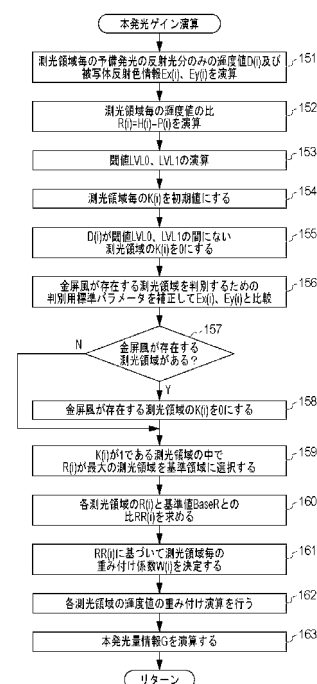 本発光ゲイン演算
測光領域毎の予備発光の反射光分のみの輝度値D(i)及び
被写体反射色情報Ex(i)、Ey(i)を演算
151
測光領域毎の輝度値の比
R(i)=H(i)-P(i)を演算
152
閾値LVL0、LVL1の演算
153
測光領域毎のK(i)を初期値にする
154
D(i)が閾値LVL0、LVL1の間にない
測光領域のK(i)を0にする
155
金屏風が存在する測光領域を判別するための
判別用標準パラメータを補正してEx(i)、Ey(i)と比較
156
157
金屏風が存在する
測光領域がある?
N
Y
金屏風が存在する測光領域のK(i)を0にする
158
K(i)が1である測光領域の中で
R(i)が最大の測光領域を基準領域に選択する
159
各測光領域のR(i)と基準値BaseRとの
比RR(i)を求める
160
RR(i)に基づいて測光領域毎の
重み付け係数W(i)を決定する
161
各測光領域の輝度値の重み付け演算を行う
162
本発光量情報Gを演算する
163
リターン